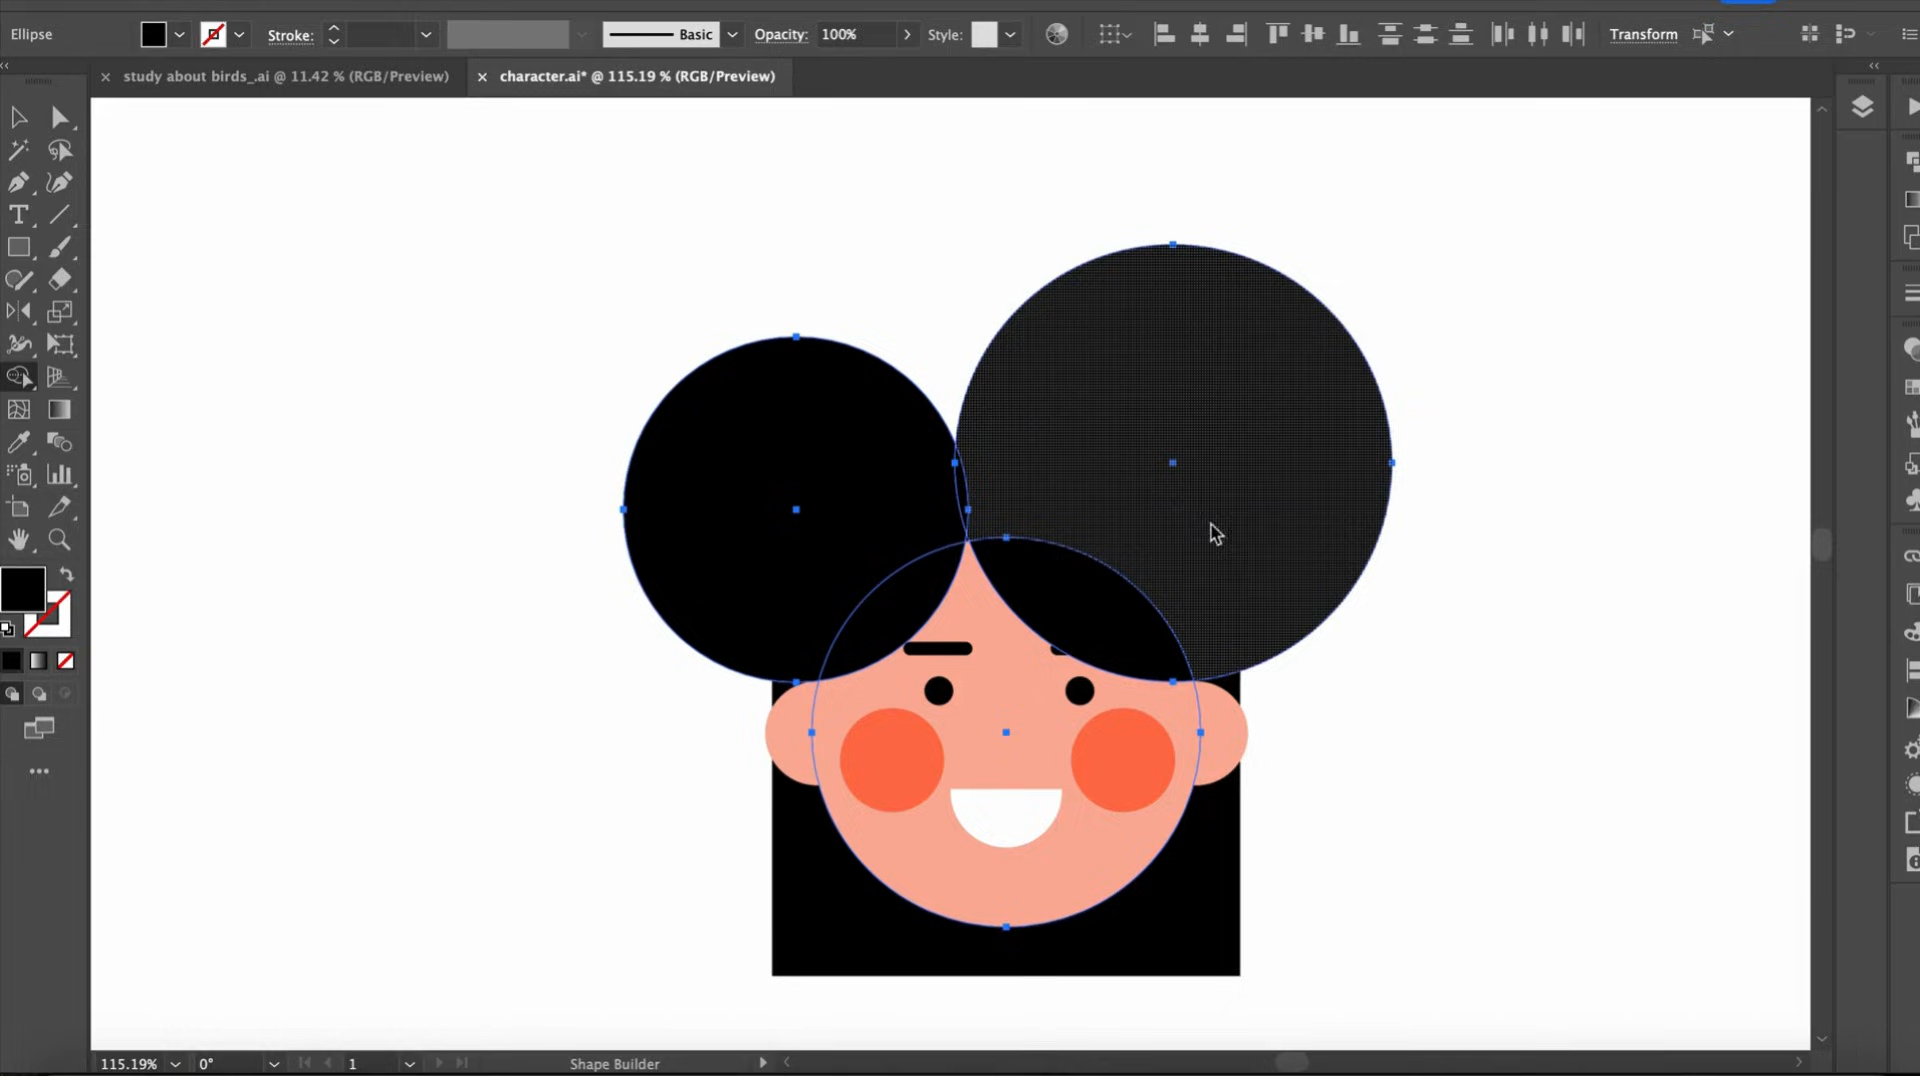 Ellipse Stroke: Basic Opacity: 100% Style: Transform
study about birds_.ai @ 11.42 % (RGB/Preview) character.ai* @ 115.19 % (RGB/Preview)
115.19% 0° 1 Shape Builder